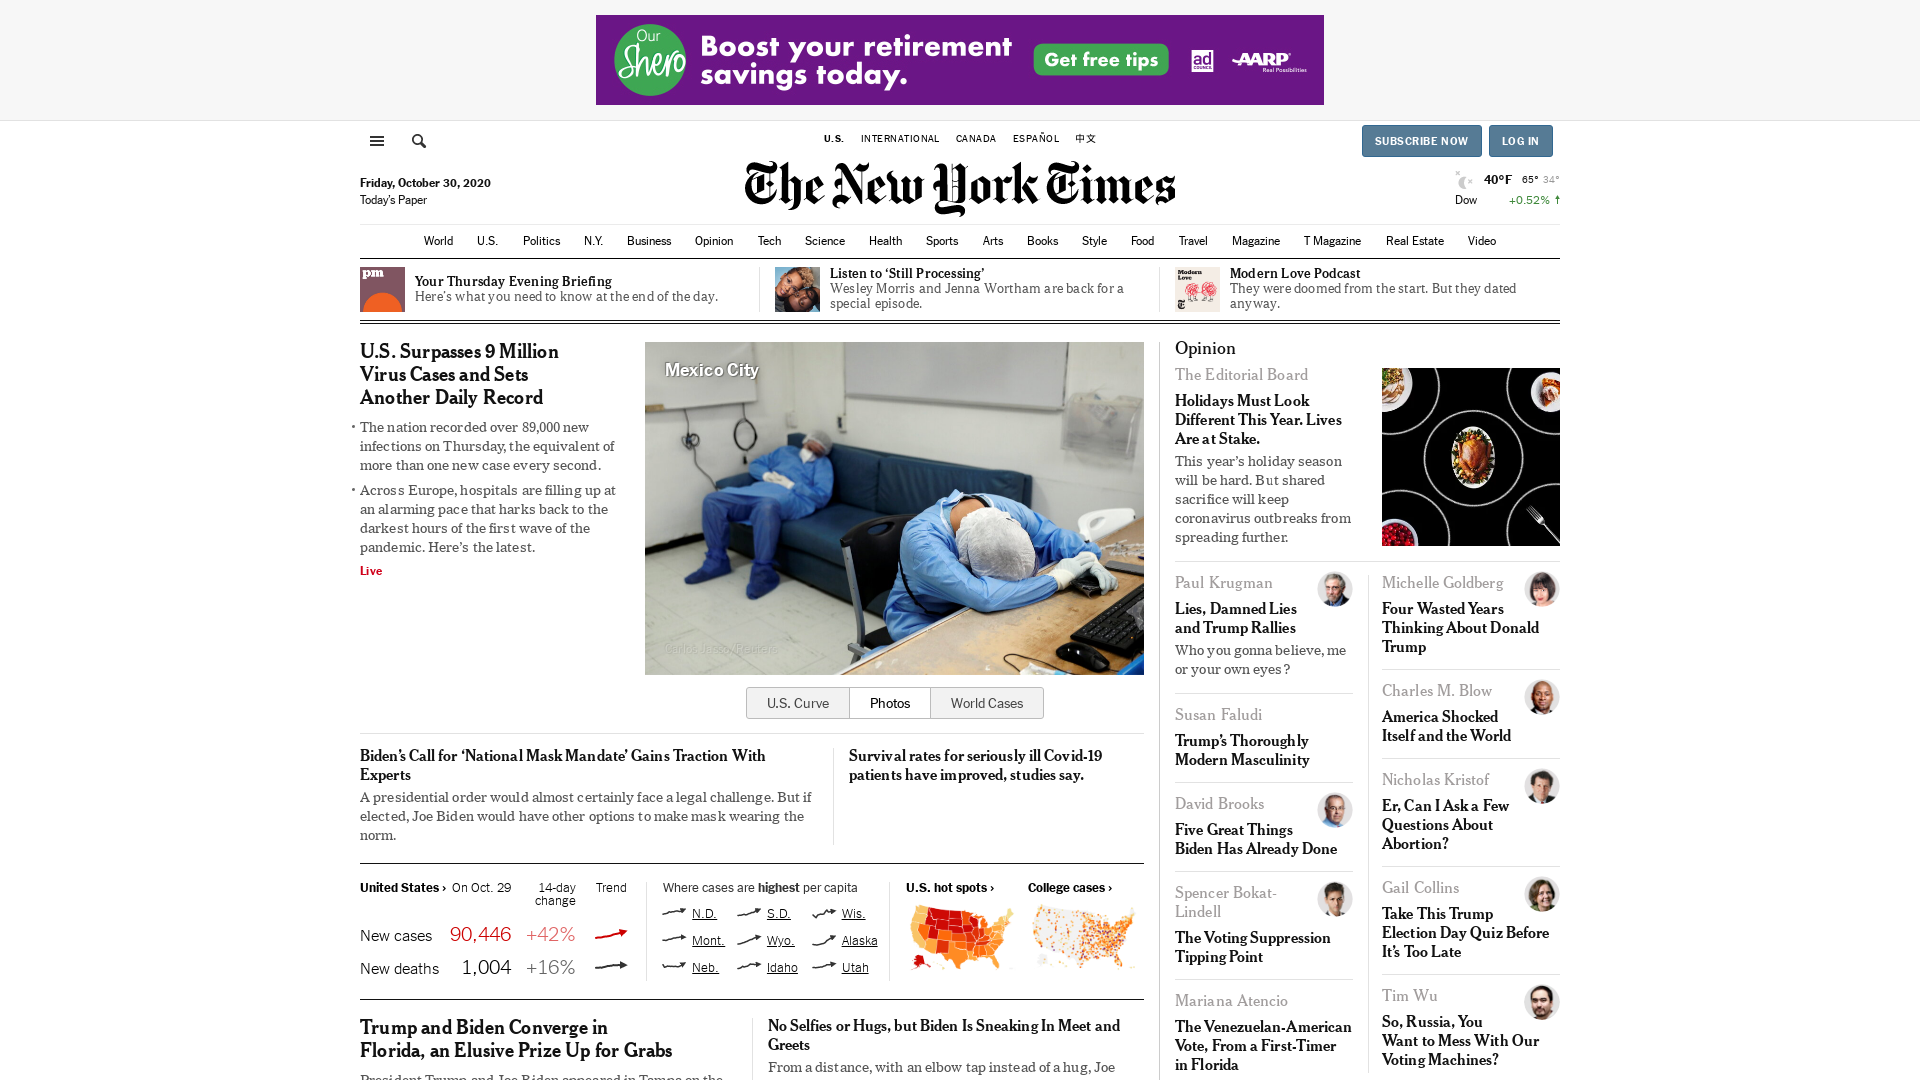 Our
Shero
Boost your retirement
savings today.
Get free tips
ad
COUNCIL
AARP
Real Possibilities
U.S.
INTERNATIONAL
CANADA
ESPAÑOL
中文
SUBSCRIBE NOW
LOG IN
Friday, October 30, 2020
Today's Paper
The New York Times
40°F 65° 34°
Dow +0.52% ↑
World
U.S.
Politics
N.Y.
Business
Opinion
Tech
Science
Health
Sports
Arts
Books
Style
Food
Travel
Magazine
T Magazine
Real Estate
Video
pm
Your Thursday Evening Briefing
Here's what you need to know at the end of the day.
Listen to ‘Still Processing’
Wesley Morris and Jenna Wortham are back for a
special episode.
Modern
Love
Modern Love Podcast
They were doomed from the start. But they dated
anyway.
U.S. Surpasses 9 Million
Virus Cases and Sets
Another Daily Record
• The nation recorded over 89,000 new
infections on Thursday, the equivalent of
more than one new case every second.
• Across Europe, hospitals are filling up at
an alarming pace that harks back to the
darkest hours of the first wave of the
pandemic. Here’s the latest.
Live
Mexico City
U.S. Curve
Photos
World Cases
Biden’s Call for ‘National Mask Mandate’ Gains Traction With
Experts
A presidential order would almost certainly face a legal challenge. But if
elected, Joe Biden would have other options to make mask wearing the
norm.
Survival rates for seriously ill Covid-19
patients have improved, studies say.
United States › On Oct. 29 14-day
change Trend
New cases 90,446 +42%
New deaths 1,004 +16%
Where cases are highest per capita
N.D. S.D. Wis.
Mont. Wyo. Alaska
Neb. Idaho Utah
U.S. hot spots ›
College cases ›
Trump and Biden Converge in
Florida, an Elusive Prize Up for Grabs
President Trump and Joe Biden appeared in Tampa on the
No Selfies or Hugs, but Biden Is Sneaking In Meet and
Greets
From a distance, with an elbow tap instead of a hug, Joe
Opinion
The Editorial Board
Holidays Must Look
Different This Year. Lives
Are at Stake.
This year’s holiday season
will be hard. But shared
sacrifice will keep
coronavirus outbreaks from
spreading further.
Paul Krugman
Lies, Damned Lies
and Trump Rallies
Who you gonna believe, me
or your own eyes?
Susan Faludi
Trump’s Thoroughly
Modern Masculinity
David Brooks
Five Great Things
Biden Has Already Done
Spencer Bokat-
Lindell
The Voting Suppression
Tipping Point
Mariana Atencio
The Venezuelan-American
Vote, From a First-Timer
in Florida
Michelle Goldberg
Four Wasted Years
Thinking About Donald
Trump
Charles M. Blow
America Shocked
Itself and the World
Nicholas Kristof
Er, Can I Ask a Few
Questions About
Abortion?
Gail Collins
Take This Trump
Election Day Quiz Before
It’s Too Late
Tim Wu
So, Russia, You
Want to Mess With Our
Voting Machines?